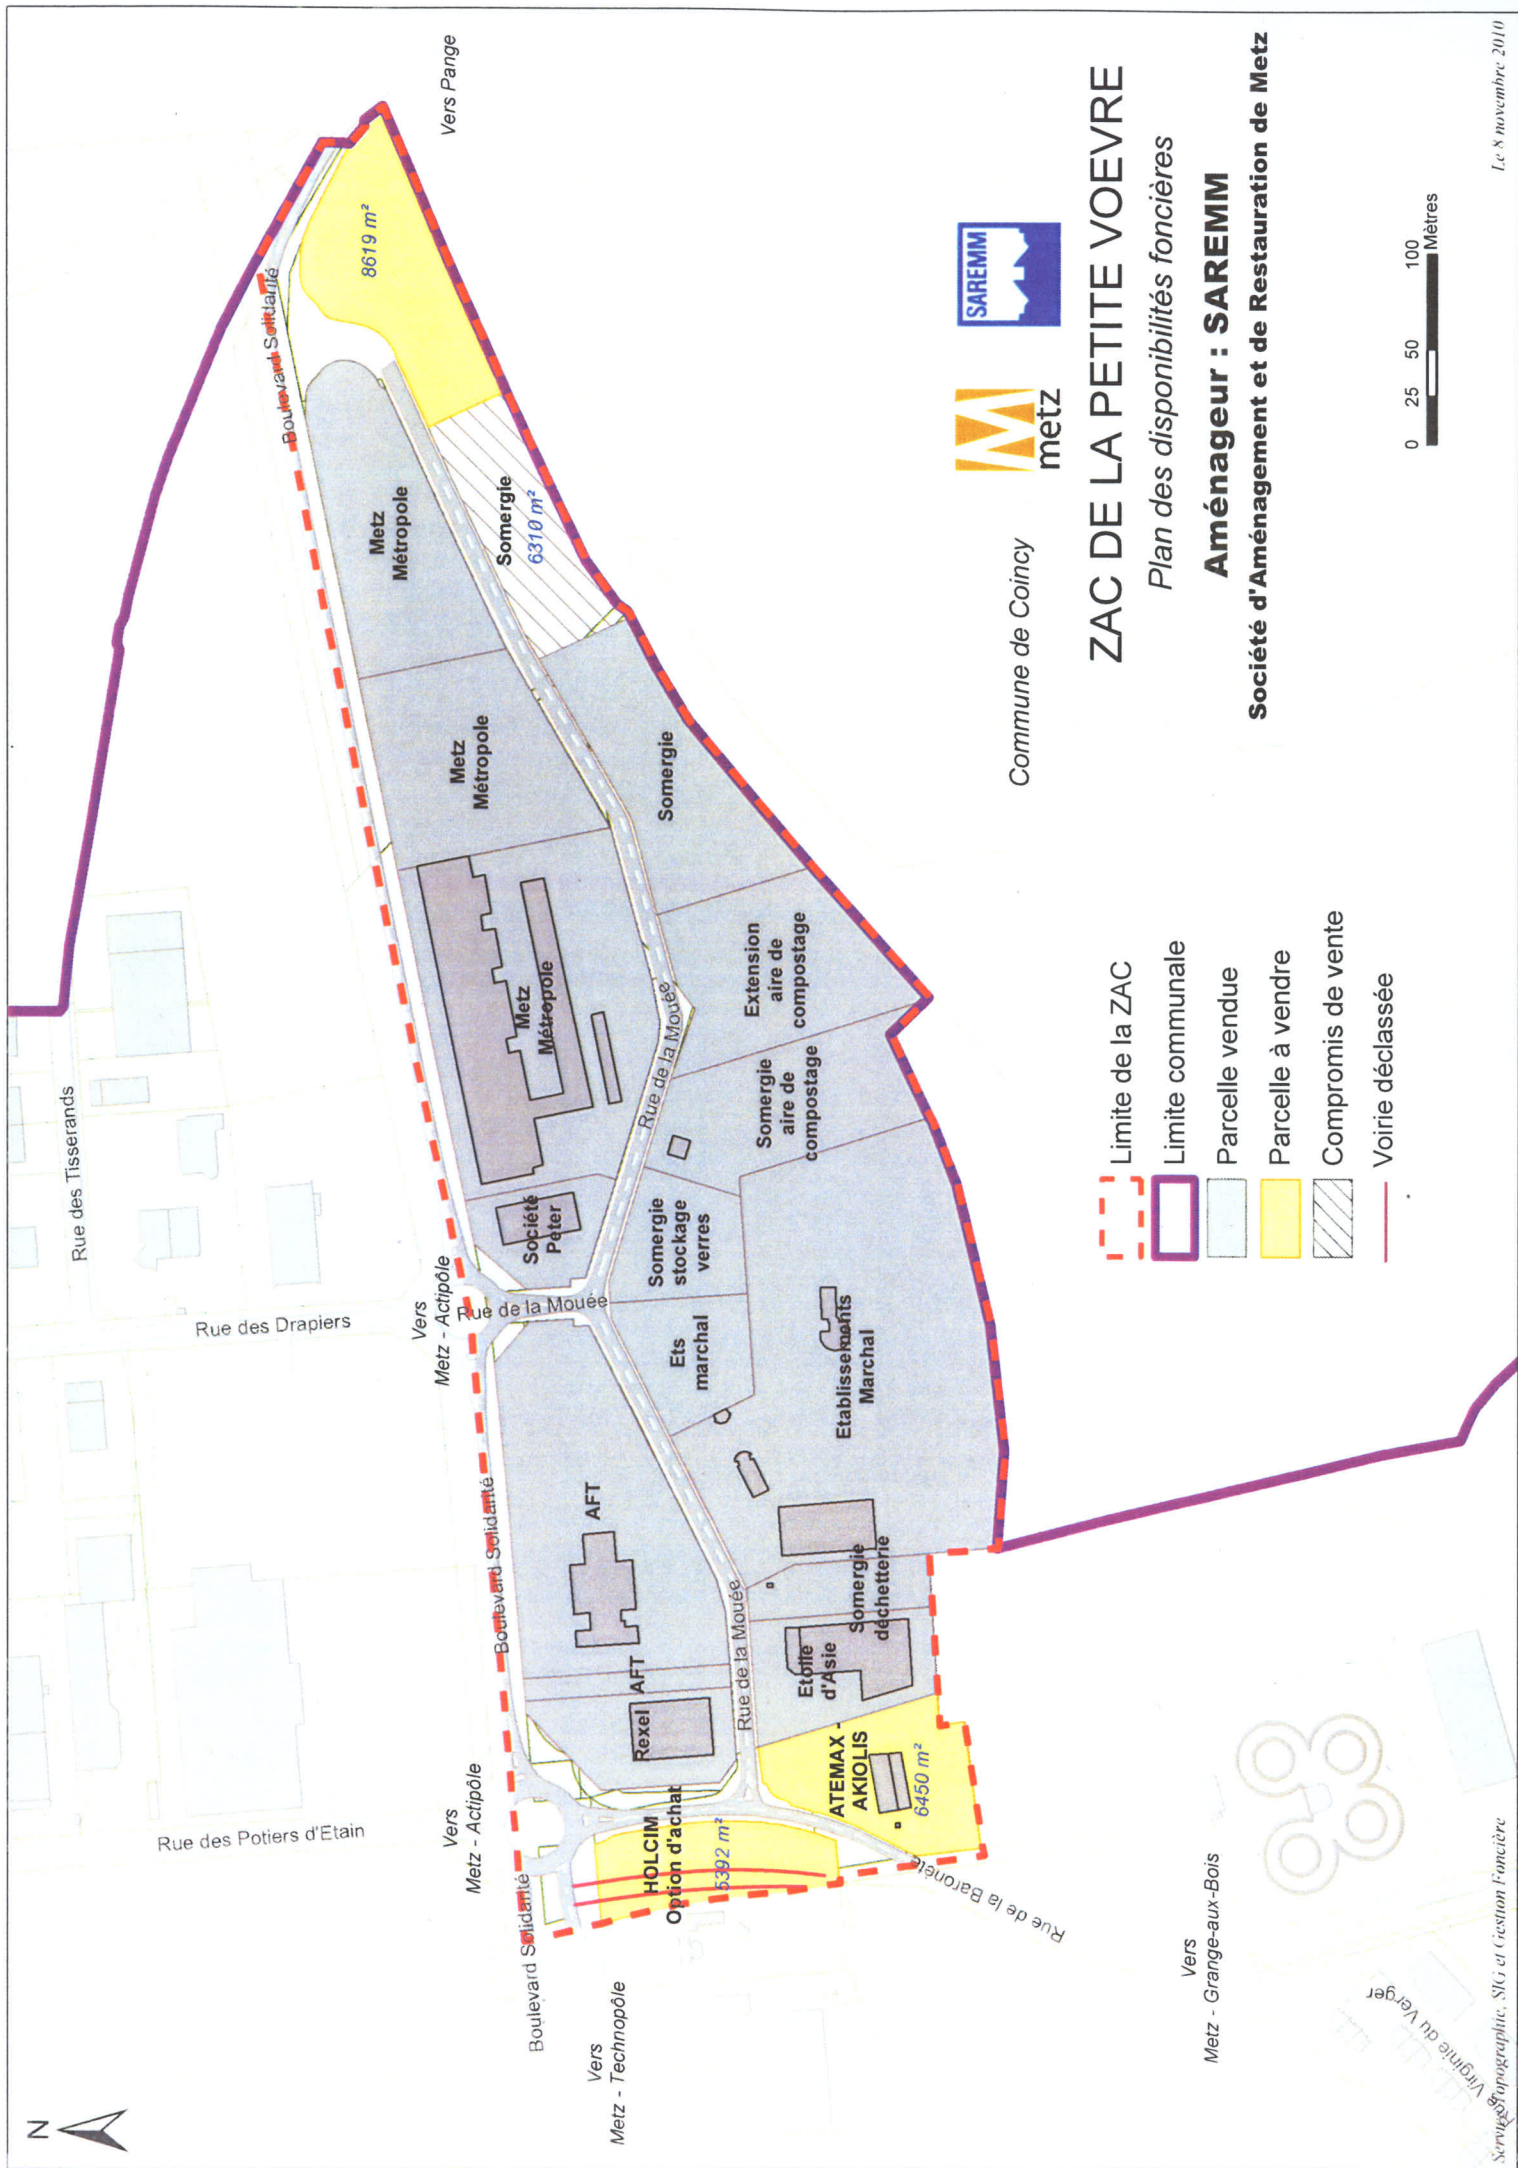 N
Rue des Tisserands
Rue des Drapiers
Rue des Potiers d'Etain
Vers
Metz - Actipôle
Vers
Metz - Actipôle
Vers Pange
Boulevard Solidarité
Boulevard Solidarité
Boulevard Solidarité
Vers
Metz - Technopôle
HOLCIM
Option d'achat
5392 m²
Rexel
AFT
AFT
Rue de la Mouée
Rue de la Mouée
Rue de la Mouée
Société
Peter
Metz
Métropole
Metz
Métropole
Metz
Métropole
8619 m²
Somergie
6310 m²
Somergie
Extension
aire de
compostage
Somergie
aire de
compostage
Somergie
stockage
verres
Ets
marchal
Etablissements
Marchal
Somergie
déchetterie
Etoile
d'Asie
ATEMAX -
AKIOLIS
6450 m²
Rue de la Baronète
Vers
Metz - Grange-aux-Bois
Virginie du Verger
metz
SAREMM
Commune de Coincy
ZAC DE LA PETITE VOEVRE
Plan des disponibilités foncières
Aménageur : SAREMM
Société d'Aménagement et de Restauration de Metz
Limite de la ZAC
Limite communale
Parcelle vendue
Parcelle à vendre
Compromis de vente
Voirie déclassée
0 25 50 100
Mètres
Service Topographie, SIG et Gestion Foncière
Le 8 novembre 2010